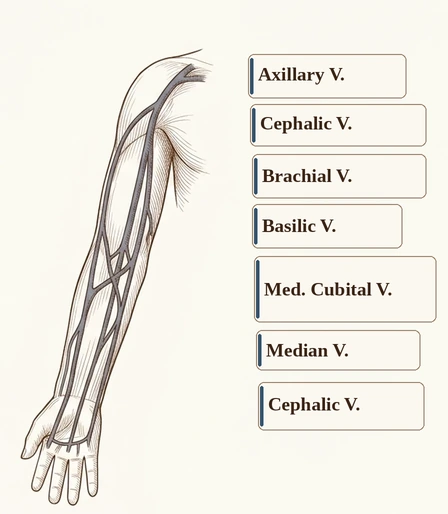 Axillary V.
Cephalic V.
Brachial V.
Basilic V.
Med. Cubital V.
Median V.
Cephalic V.